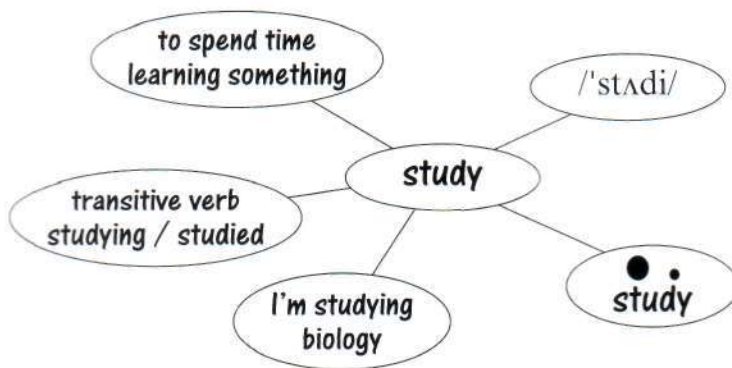 to spend time
learning something
/ˈstʌdi/
study
transitive verb
studying / studied
I'm studying
biology
study